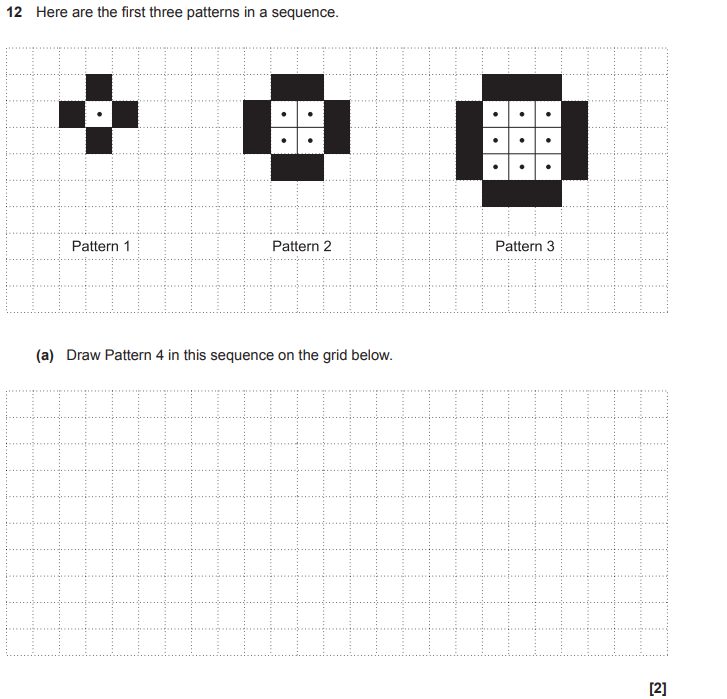 12 Here are the first three patterns in a sequence.
Pattern 1 Pattern 2 Pattern 3
(a) Draw Pattern 4 in this sequence on the grid below.
[2]